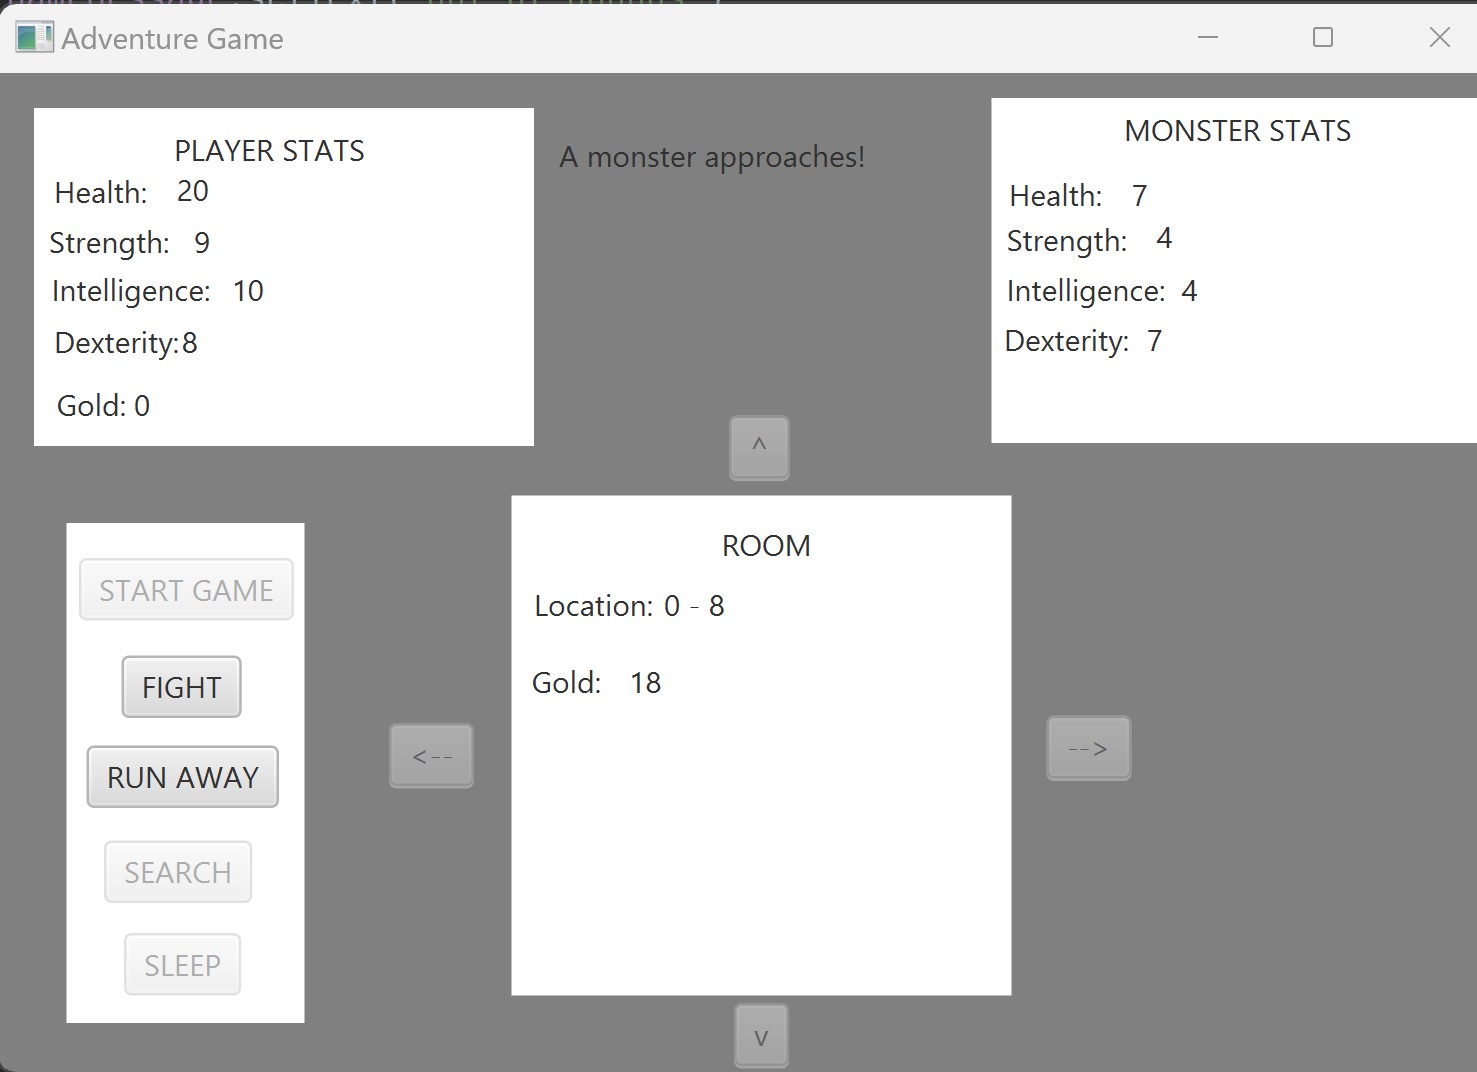 Adventure Game
PLAYER STATS
Health: 20
Strength: 9
Intelligence: 10
Dexterity: 8
Gold: 0
A monster approaches!
MONSTER STATS
Health: 7
Strength: 4
Intelligence: 4
Dexterity: 7
^
START GAME
FIGHT
RUN AWAY
SEARCH
SLEEP
<--
ROOM
Location: 0 - 8
Gold: 18
-->
v